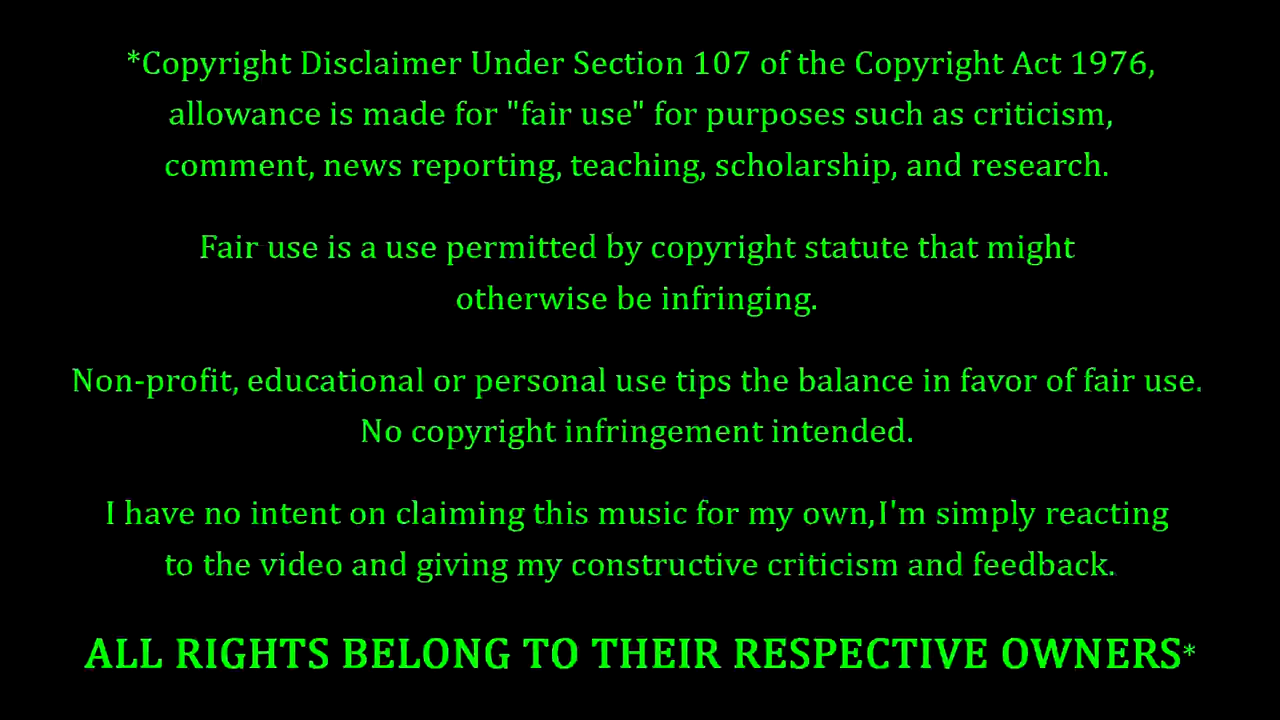 *Copyright Disclaimer Under Section 107 of the Copyright Act 1976,
allowance is made for "fair use" for purposes such as criticism,
comment, news reporting, teaching, scholarship, and research.
Fair use is a use permitted by copyright statute that might
otherwise be infringing.
Non-profit, educational or personal use tips the balance in favor of fair use.
No copyright infringement intended.
I have no intent on claiming this music for my own,I'm simply reacting
to the video and giving my constructive criticism and feedback.
ALL RIGHTS BELONG TO THEIR RESPECTIVE OWNERS*